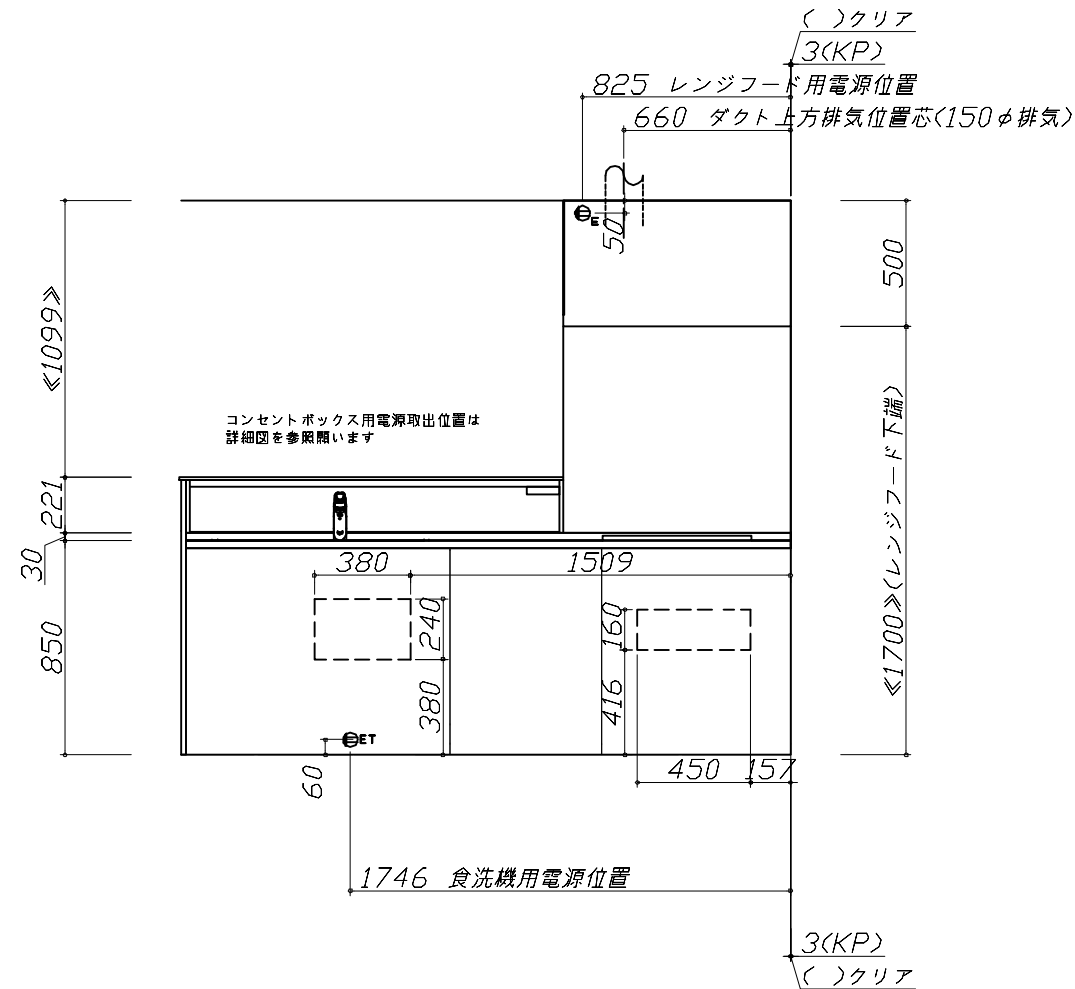 ( )クリア
3(KP)
825 レンジフード用電源位置
660 ダクト上方排気位置芯(150φ排気)
E
50
500
≪1099≫
コンセントボックス用電源取出位置は
詳細図を参照願います
≪1700≫(レンジフード下端)
221
30
850
380
1509
240
160
380
416
ET
60
450
157
1746 食洗機用電源位置
3(KP)
( )クリア